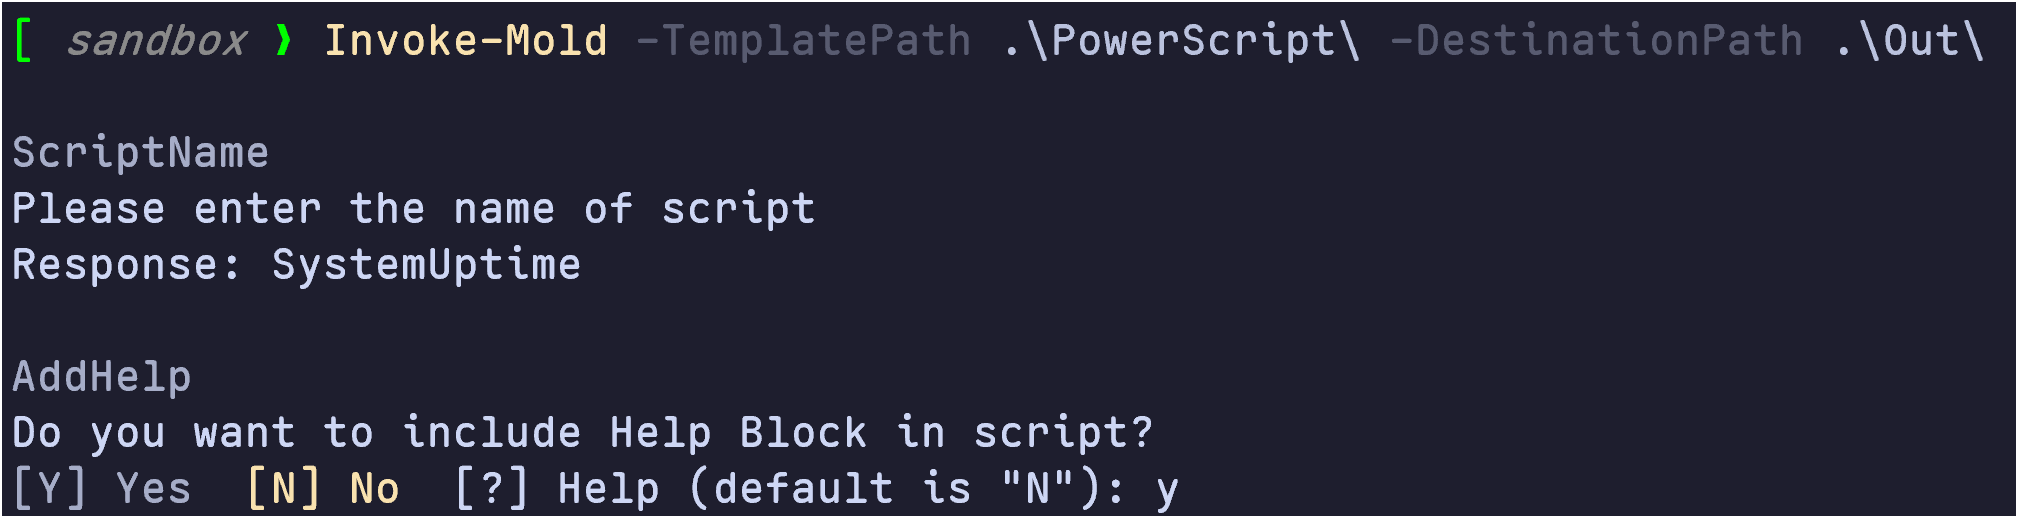 [ sandbox ❯ Invoke-Mold -TemplatePath .\PowerScript\ -DestinationPath .\Out\
ScriptName
Please enter the name of script
Response: SystemUptime
AddHelp
Do you want to include Help Block in script?
[Y] Yes  [N] No  [?] Help (default is "N"): y